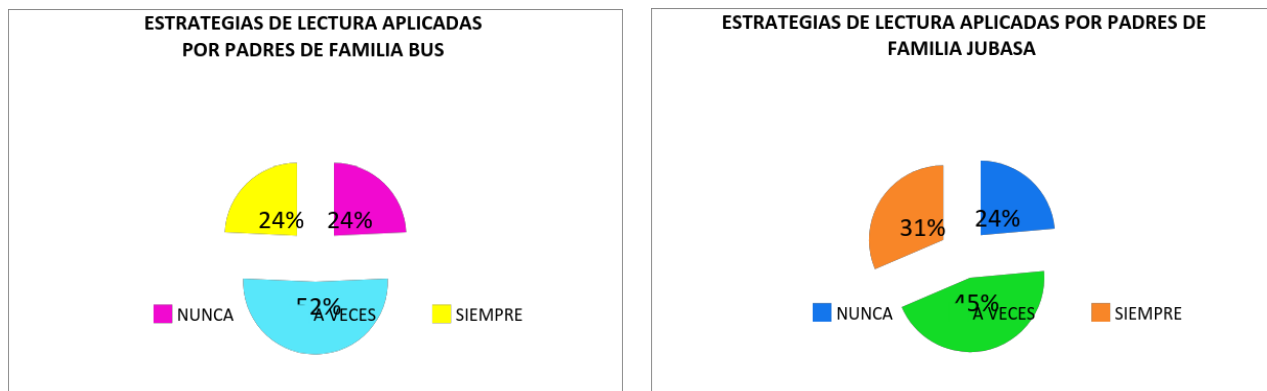 ESTRATEGIAS DE LECTURA APLICADAS
POR PADRES DE FAMILIA BUS
24%
24%
52%
NUNCA
A VECES
SIEMPRE
ESTRATEGIAS DE LECTURA APLICADAS POR PADRES DE
FAMILIA JUBASA
31%
24%
45%
NUNCA
A VECES
SIEMPRE